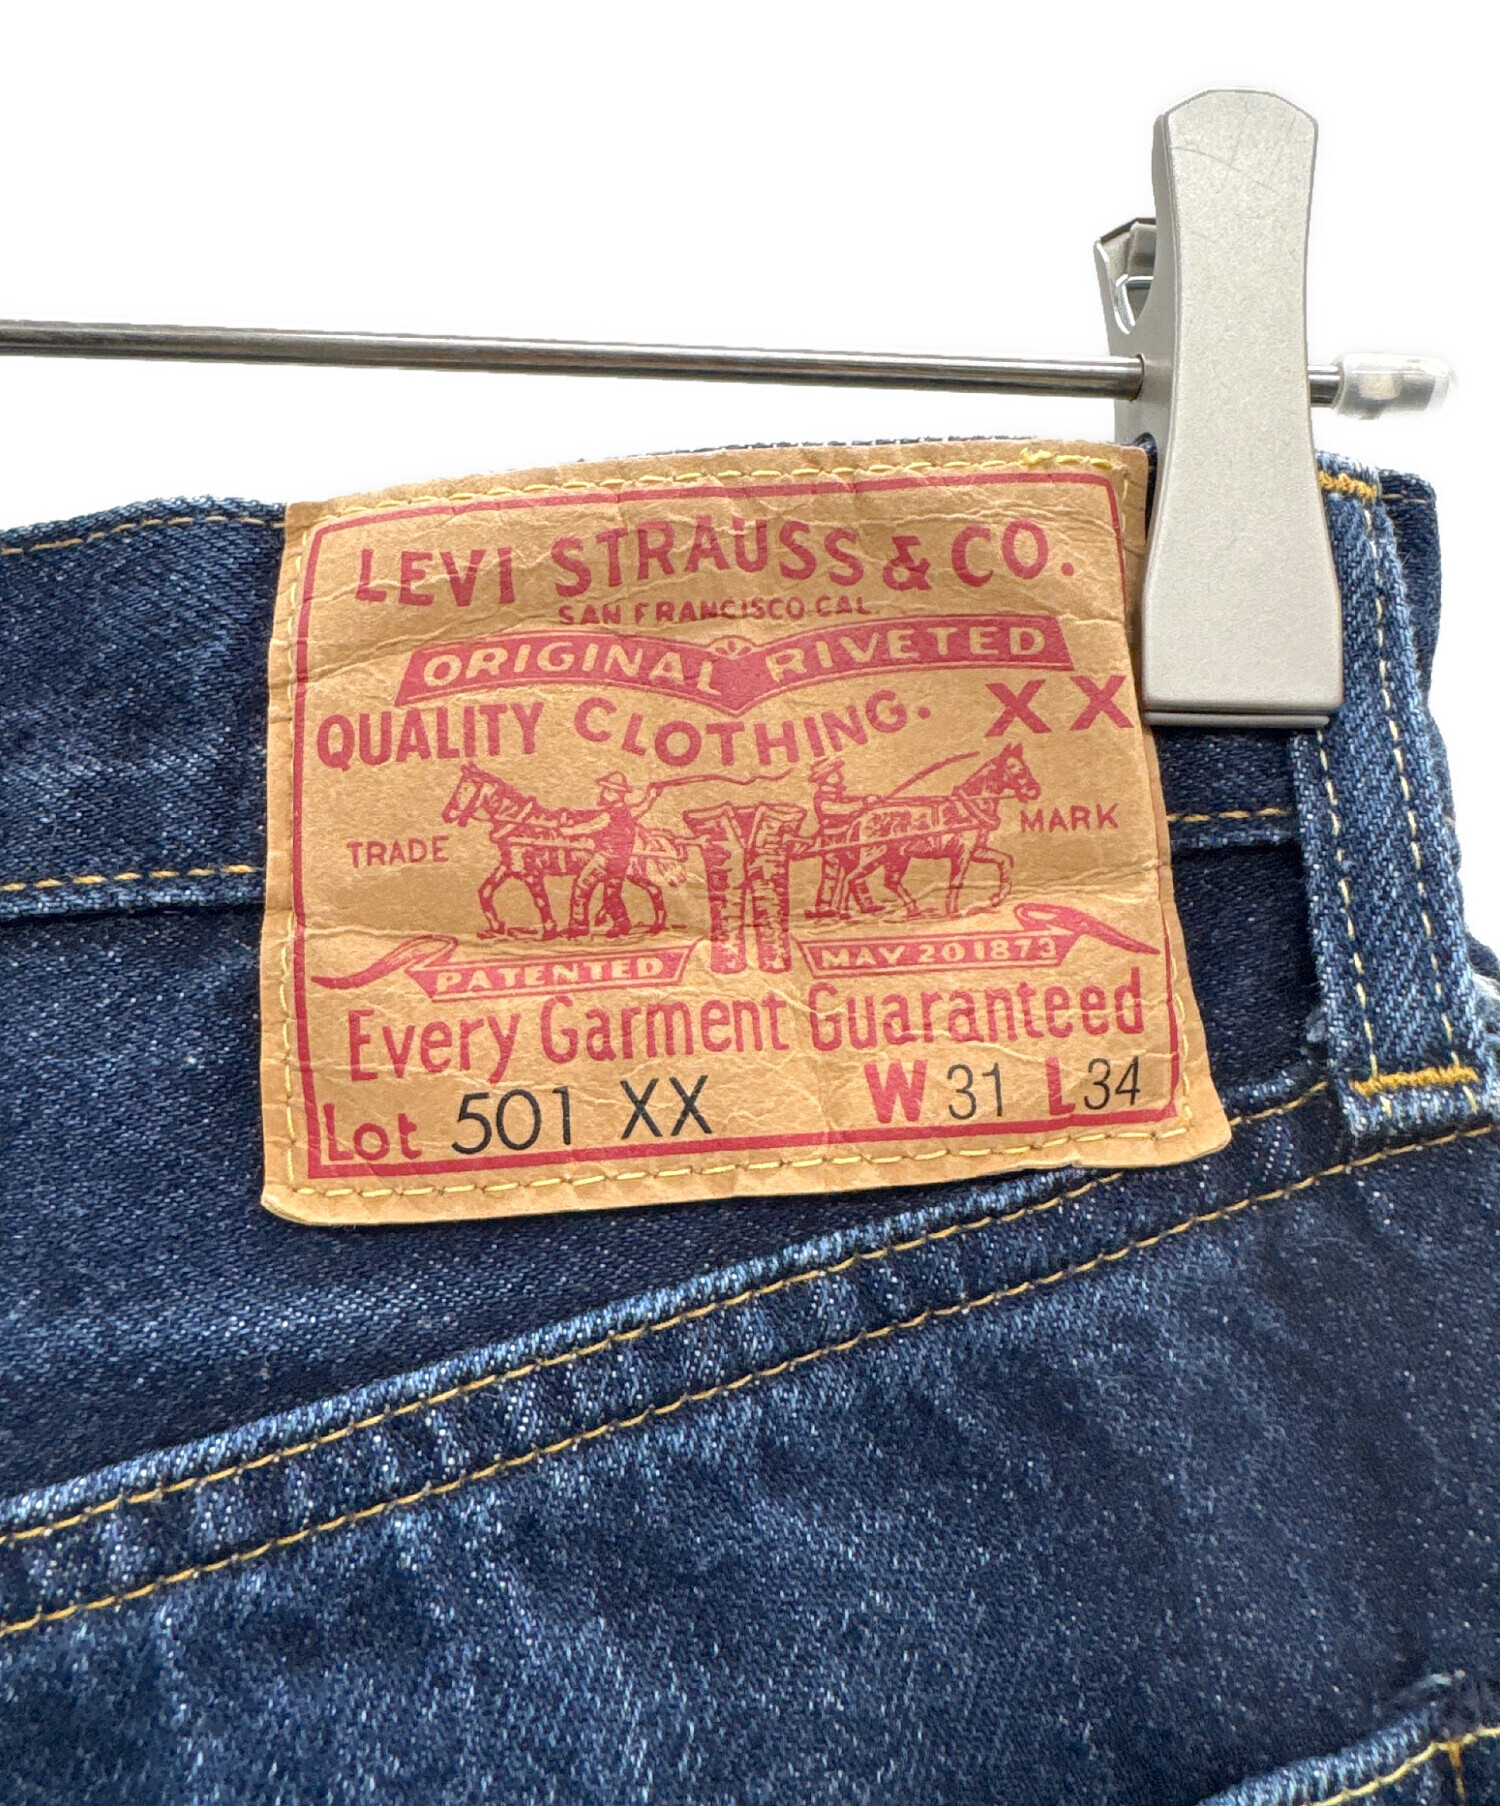 LEVI STRAUSS & CO.
SAN FRANCISCO CAL.
ORIGINAL RIVETED
QUALITY CLOTHING. XX
TRADE MARK
PATENTED MAY 20 1873
Every Garment Guaranteed
Lot 501 XX W 31 L 34